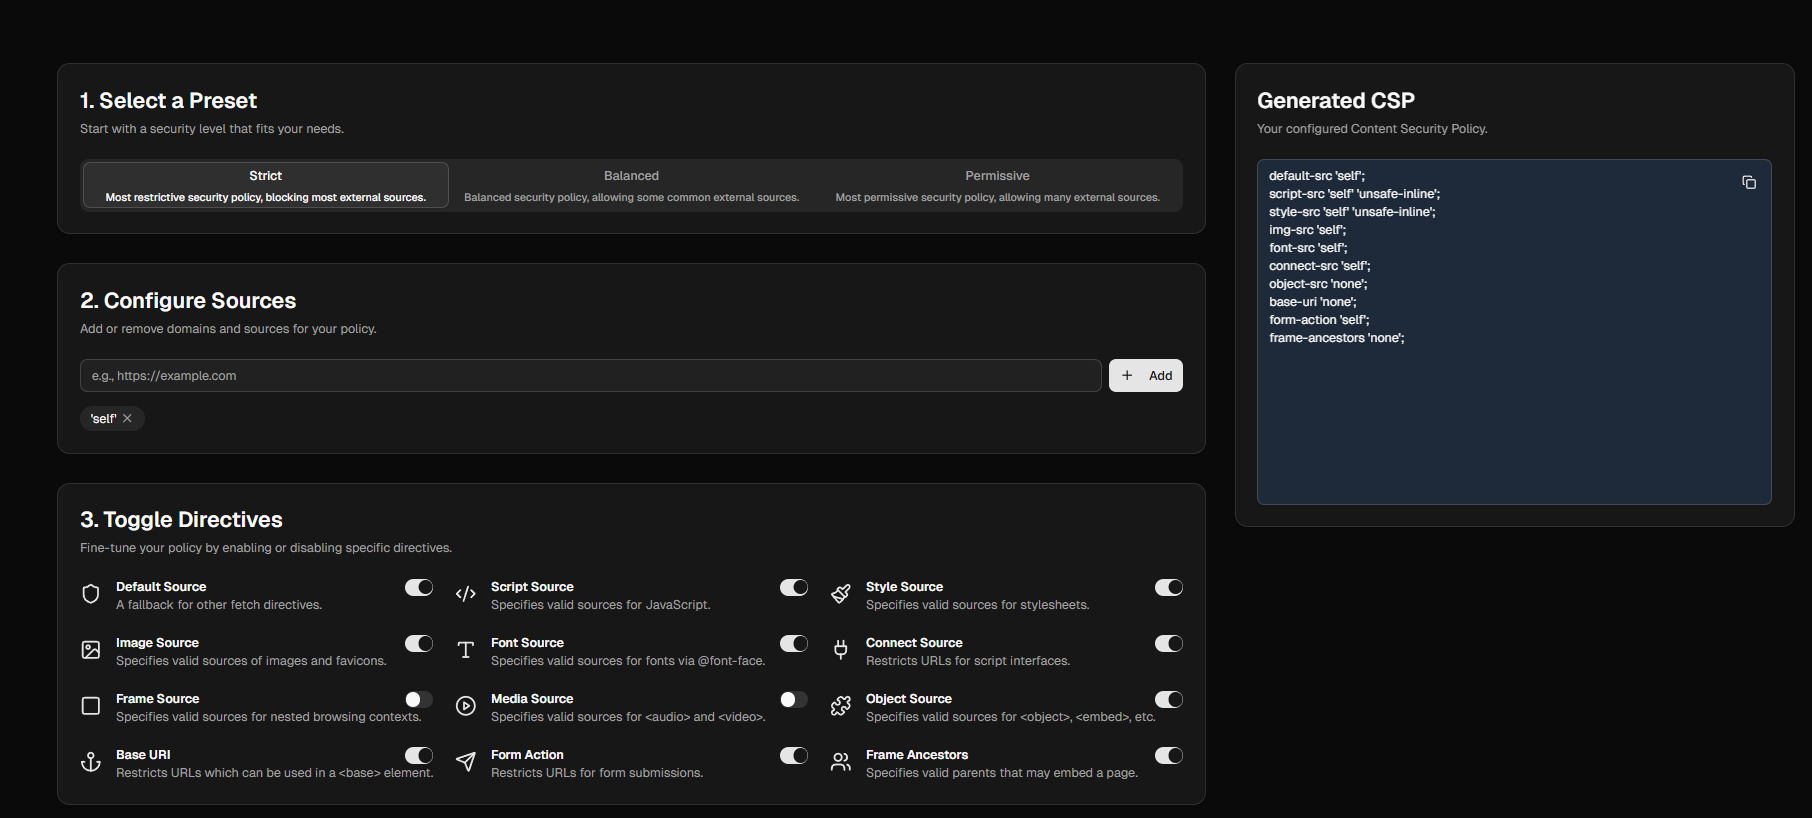 1. Select a Preset
Start with a security level that fits your needs.
Strict
Most restrictive security policy, blocking most external sources.
Balanced
Balanced security policy, allowing some common external sources.
Permissive
Most permissive security policy, allowing many external sources.
2. Configure Sources
Add or remove domains and sources for your policy.
e.g., https://example.com
Add
'self'
3. Toggle Directives
Fine-tune your policy by enabling or disabling specific directives.
Default Source
A fallback for other fetch directives.
Script Source
Specifies valid sources for JavaScript.
Style Source
Specifies valid sources for stylesheets.
Image Source
Specifies valid sources of images and favicons.
Font Source
Specifies valid sources for fonts via @font-face.
Connect Source
Restricts URLs for script interfaces.
Frame Source
Specifies valid sources for nested browsing contexts.
Media Source
Specifies valid sources for <audio> and <video>.
Object Source
Specifies valid sources for <object>, <embed>, etc.
Base URI
Restricts URLs which can be used in a <base> element.
Form Action
Restricts URLs for form submissions.
Frame Ancestors
Specifies valid parents that may embed a page.
Generated CSP
Your configured Content Security Policy.
default-src 'self';
script-src 'self' 'unsafe-inline';
style-src 'self' 'unsafe-inline';
img-src 'self';
font-src 'self';
connect-src 'self';
object-src 'none';
base-uri 'none';
form-action 'self';
frame-ancestors 'none';